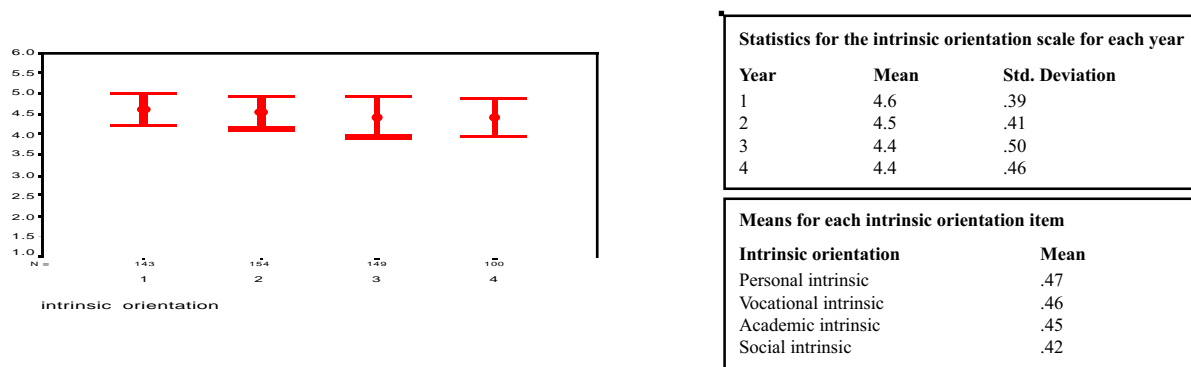 6.0
5.5
5.0
4.5
4.0
3.5
3.0
2.5
2.0
1.5
1.0
N = 143 154 149 100
1 2 3 4
intrinsic orientation
Statistics for the intrinsic orientation scale for each year
Year Mean Std. Deviation
1 4.6 .39
2 4.5 .41
3 4.4 .50
4 4.4 .46
Means for each intrinsic orientation item
Intrinsic orientation Mean
Personal intrinsic .47
Vocational intrinsic .46
Academic intrinsic .45
Social intrinsic .42